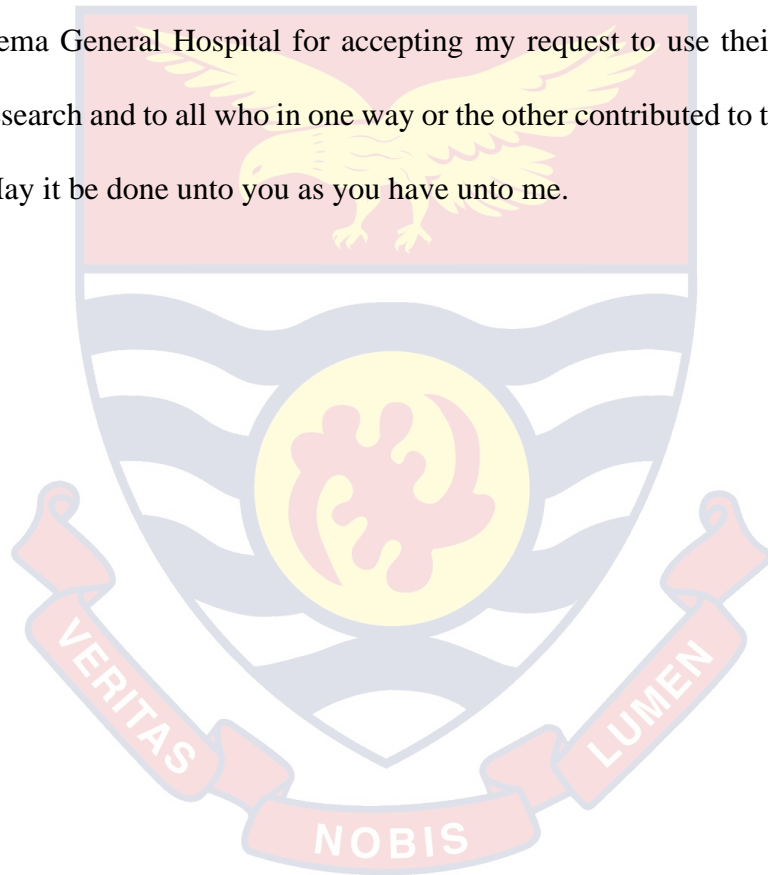 ema General Hospital for accepting my request to use thei
search and to all who in one way or the other contributed to t
ay it be done unto you as you have unto me.
VERITAS
NOBIS
LUMEN